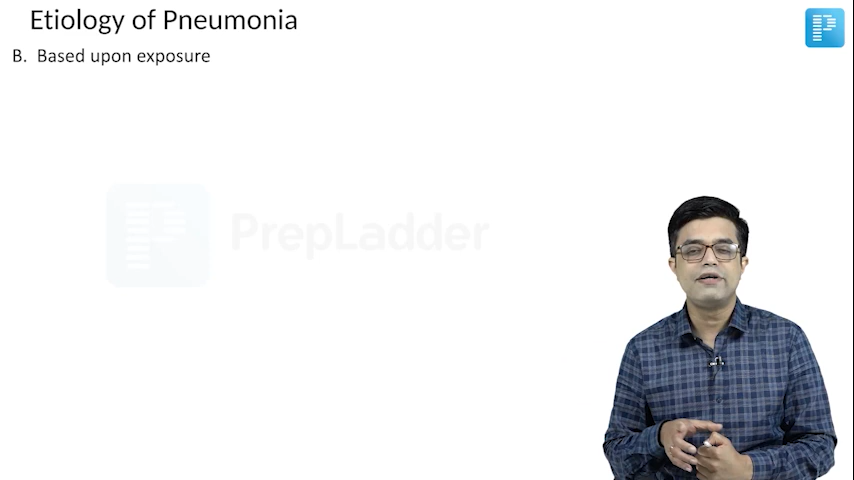 Etiology of Pneumonia
B. Based upon exposure
PrepLadder